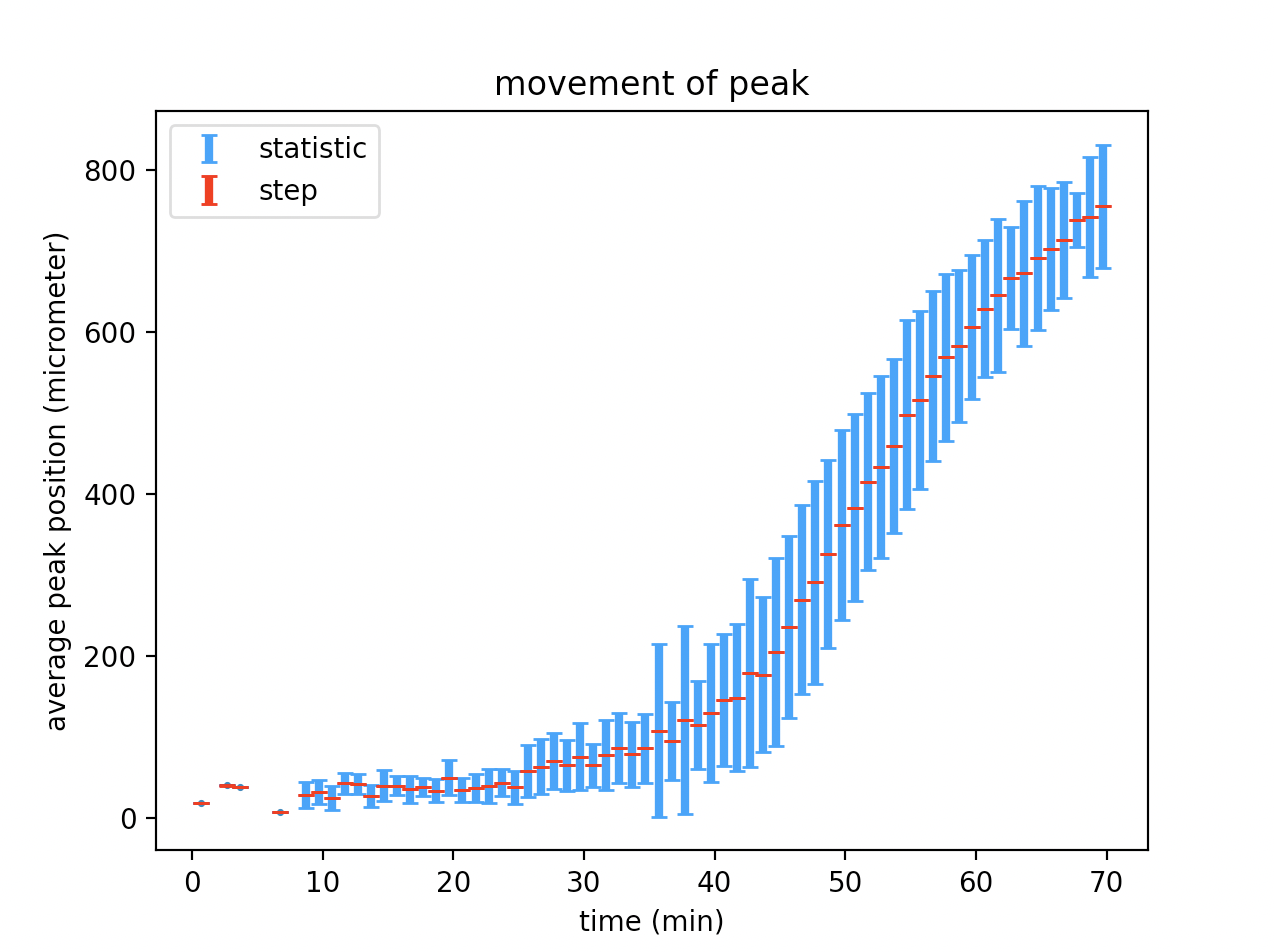 movement of peak
statistic
step
average peak position (micrometer)
800
600
400
200
0
0 10 20 30 40 50 60 70
time (min)